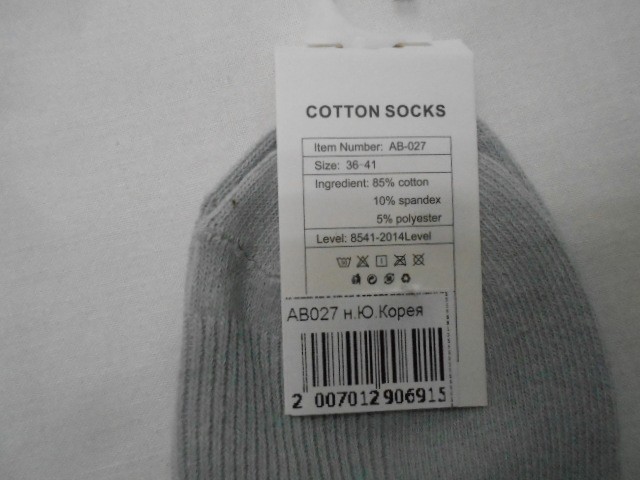 COTTON SOCKS
Item Number: AB-027
Size: 36-41
Ingredient: 85% cotton
10% spandex
5% polyester
Level: 8541-2014Level
AB027 н.Ю.Корея
2 007012 906915